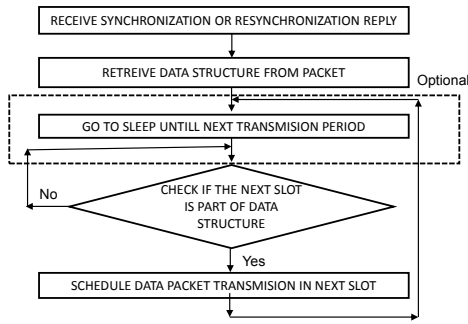 RECEIVE SYNCHRONIZATION OR RESYNCHRONIZATION REPLY
RETREIVE DATA STRUCTURE FROM PACKET
Optional
GO TO SLEEP UNTILL NEXT TRANSMISION PERIOD
No
CHECK IF THE NEXT SLOT
IS PART OF DATA
STRUCTURE
Yes
SCHEDULE DATA PACKET TRANSMISION IN NEXT SLOT